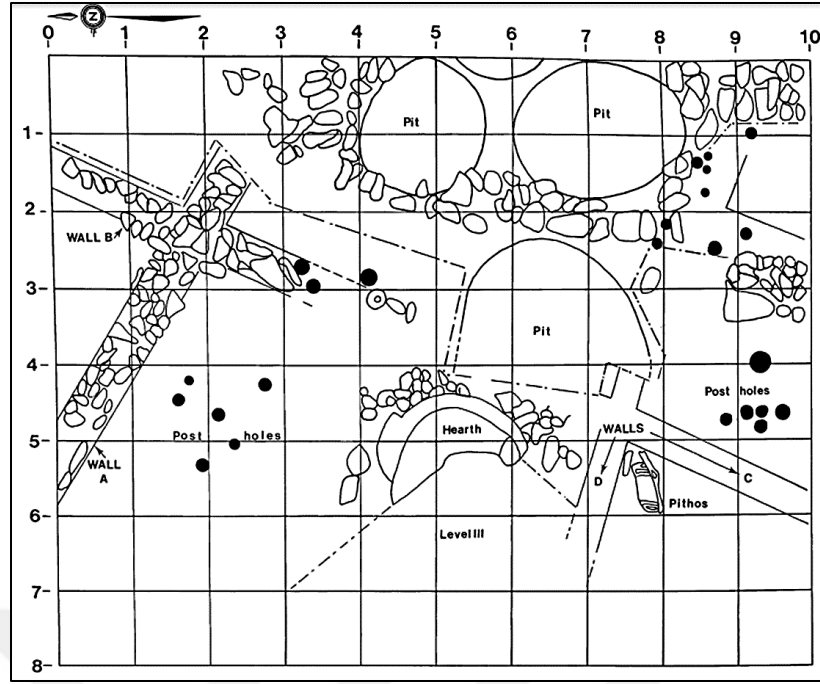 Z
0 1 2 3 4 5 6 7 8 9 10
Pit Pit
1-
2-
WALL B
3-
Pit
4-
Post holes
Hearth
WALLS
Post holes
5-
WALL
A
D
C
Pithos
6-
Level III
7-
8-